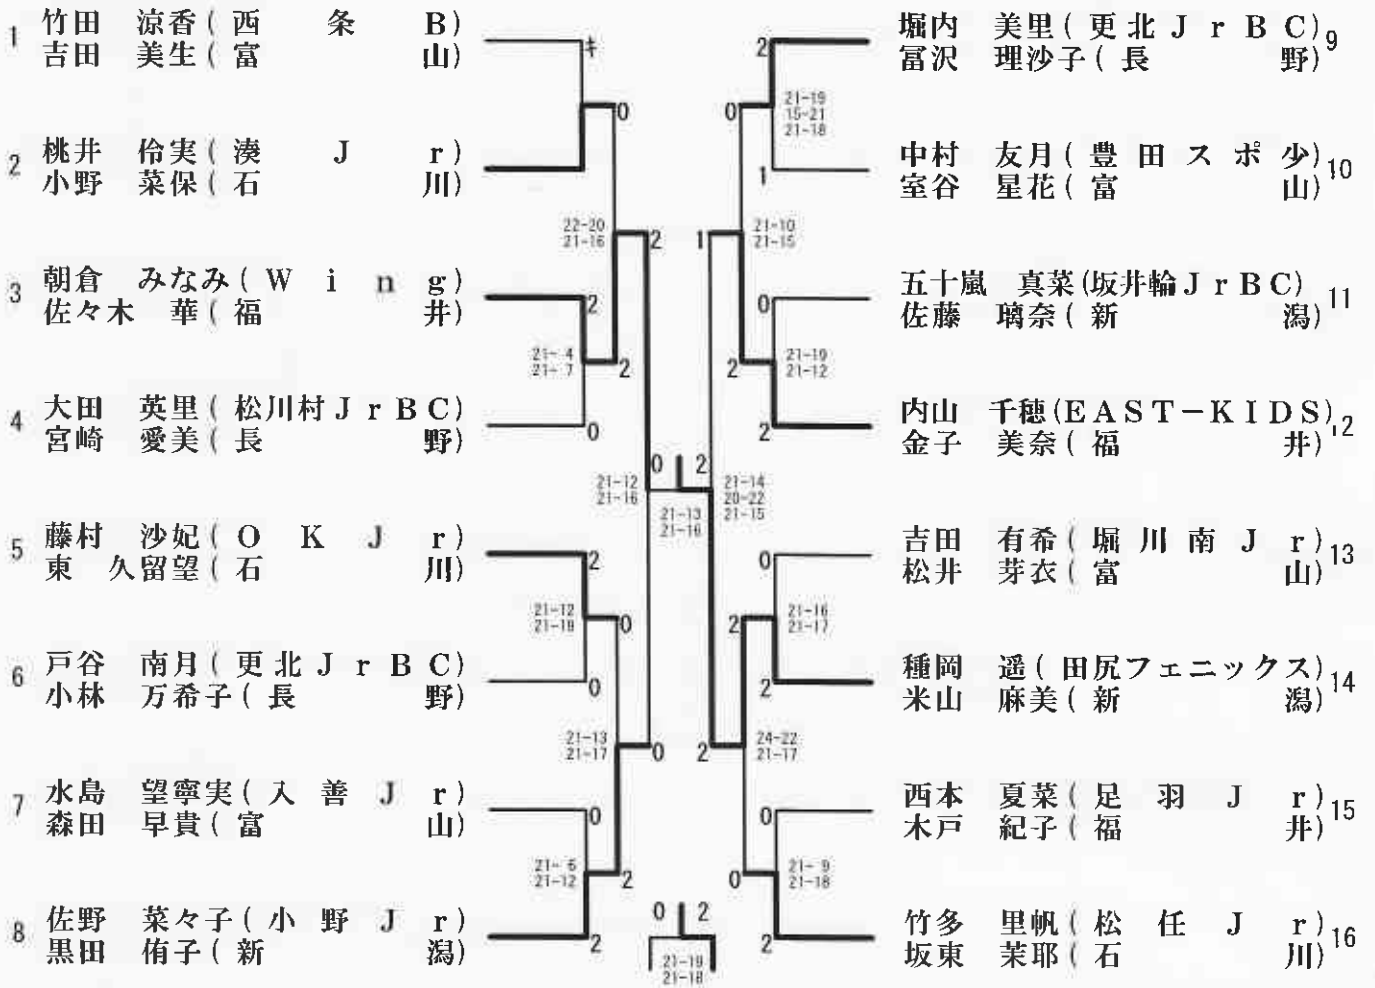 1 竹田 涼香(西条B)
吉田 美生(富山)
キ
0
2 桃井 伶実(湊Jr)
小野 菜保(石川)
22-20
21-16
2
3 朝倉 みなみ(Wing)
佐々木 華(福井)
2
21-4
21-7
2
4 大田 英里(松川村JrBC)
宮崎 愛美(長野)
0
21-12
21-16
0 2
21-13
21-16
5 藤村 沙妃(OKJr)
東 久留望(石川)
2
21-12
21-19
0
6 戸谷 南月(更北JrBC)
小林 万希子(長野)
0
21-13
21-17
0
7 水島 望寧実(入善Jr)
森田 早貴(富山)
0
21-6
21-12
2
8 佐野 菜々子(小野Jr)
黒田 侑子(新潟)
2
0 2
21-19
21-18
堀内 美里(更北JrBC) 9
冨沢 理沙子(長野)
2
0
21-19
15-21
21-18
中村 友月(豊田スポ少) 10
室谷 星花(富山)
1
1
21-10
21-15
五十嵐 真菜(坂井輪JrBC) 11
佐藤 璃奈(新潟)
0
2
21-10
21-12
内山 千穂(EAST-KIDS) 12
金子 美奈(福井)
2
21-14
20-22
21-15
吉田 有希(堀川南Jr) 13
松井 芽衣(富山)
0
2
21-16
21-17
種岡 遥(田尻フェニックス) 14
米山 麻美(新潟)
2
2
24-22
21-17
西本 夏菜(足羽Jr) 15
木戸 紀子(福井)
0
0
21-9
21-18
竹多 里帆(松任Jr) 16
坂東 茉耶(石川)
2